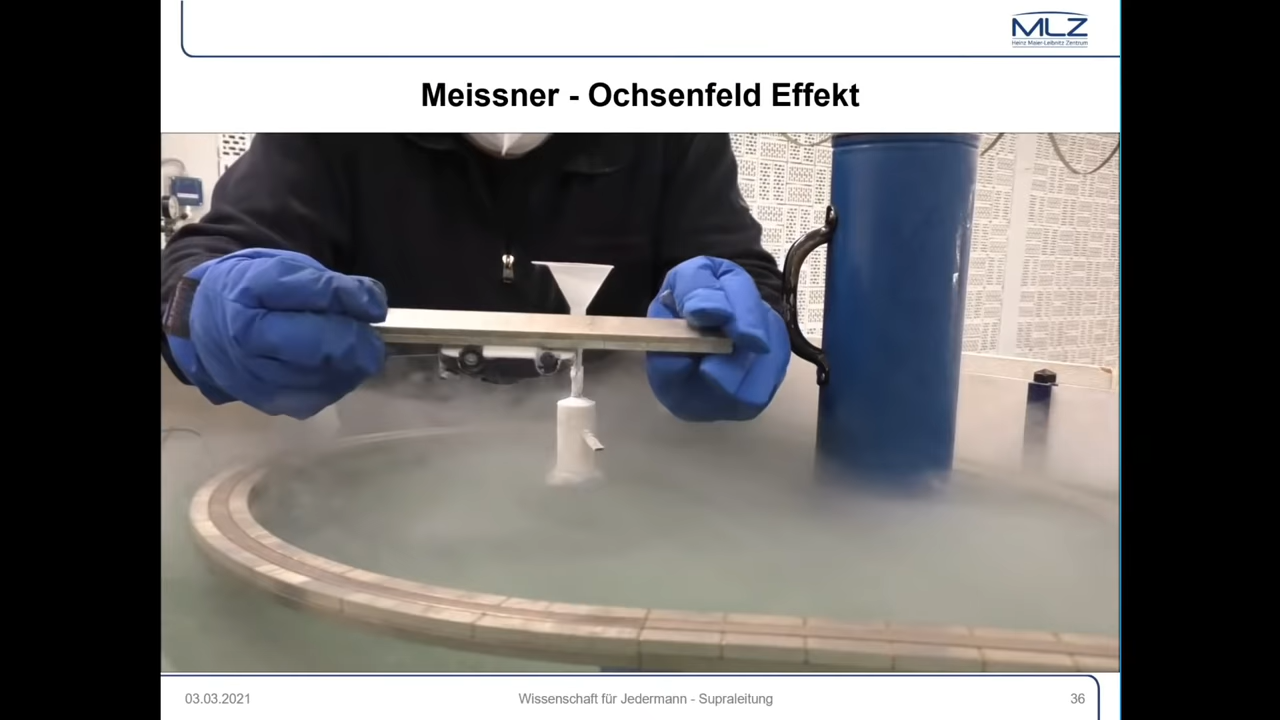 MLZ
Heinz Maier-Leibnitz Zentrum
Meissner - Ochsenfeld Effekt
03.03.2021
Wissenschaft für Jedermann - Supraleitung
36